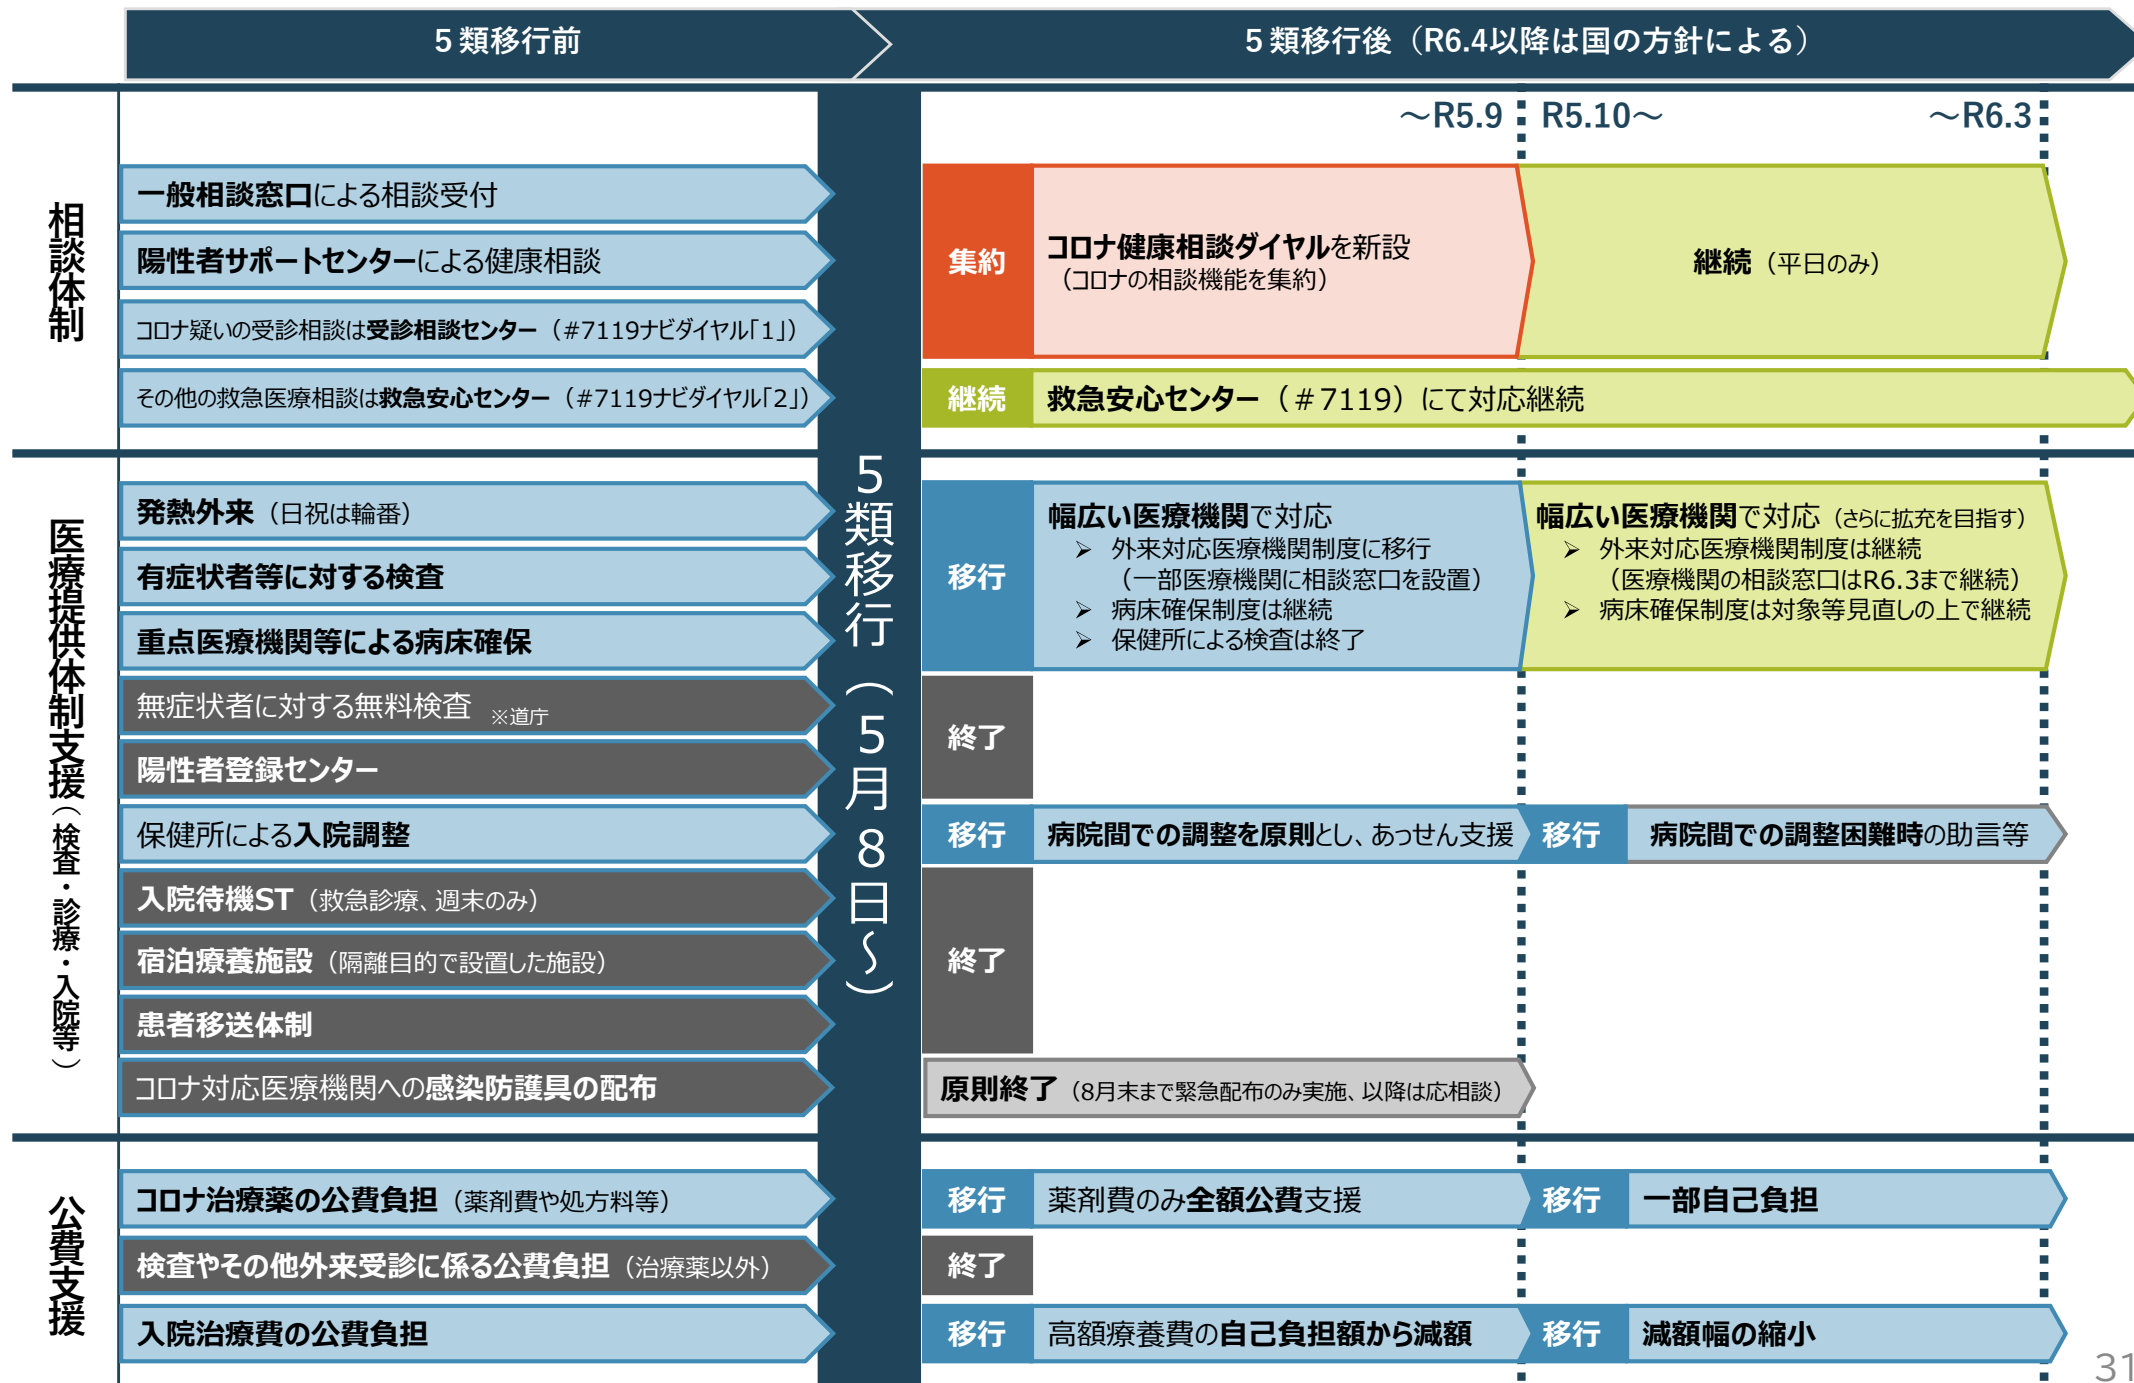 5類移行前
5類移行後（R6.4以降は国の方針による）
～R5.9
R5.10～
～R6.3
相談体制
一般相談窓口による相談受付
陽性者サポートセンターによる健康相談
コロナ疑いの受診相談は受診相談センター（#7119ナビダイヤル「1」）
その他の救急医療相談は救急安心センター（#7119ナビダイヤル「2」）
集約
コロナ健康相談ダイヤルを新設
（コロナの相談機能を集約）
継続（平日のみ）
継続
救急安心センター（＃7119）にて対応継続
5類移行（5月8日～）
医療提供体制支援（検査・診療・入院等）
発熱外来（日祝は輪番）
有症状者等に対する検査
重点医療機関等による病床確保
無症状者に対する無料検査 ※道庁
陽性者登録センター
保健所による入院調整
入院待機ST（救急診療、週末のみ）
宿泊療養施設（隔離目的で設置した施設）
患者移送体制
コロナ対応医療機関への感染防護具の配布
移行
幅広い医療機関で対応
➢ 外来対応医療機関制度に移行
（一部医療機関に相談窓口を設置）
➢ 病床確保制度は継続
➢ 保健所による検査は終了
幅広い医療機関で対応（さらに拡充を目指す）
➢ 外来対応医療機関制度は継続
（医療機関の相談窓口はR6.3まで継続）
➢ 病床確保制度は対象等見直しの上で継続
終了
移行
病院間での調整を原則とし、あっせん支援
移行
病院間での調整困難時の助言等
終了
原則終了（8月末まで緊急配布のみ実施、以降は応相談）
公費支援
コロナ治療薬の公費負担（薬剤費や処方料等）
検査やその他外来受診に係る公費負担（治療薬以外）
入院治療費の公費負担
移行
薬剤費のみ全額公費支援
移行
一部自己負担
終了
移行
高額療養費の自己負担額から減額
移行
減額幅の縮小
31